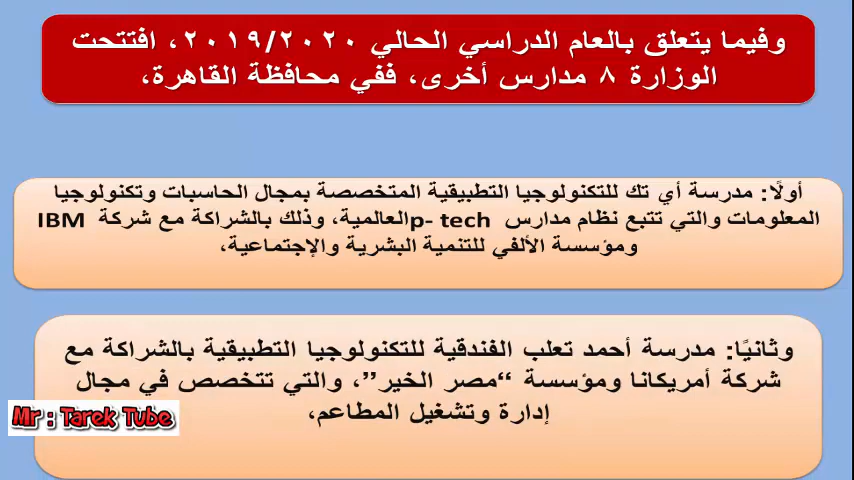 وفيما يتعلق بالعام الدراسي الحالي ٢٠١٩/٢٠٢٠، افتتحت
الوزارة ٨ مدارس أخرى، ففي محافظة القاهرة،
أولًا: مدرسة أي تك للتكنولوجيا التطبيقية المتخصصة بمجال الحاسبات وتكنولوجيا
المعلومات والتي تتبع نظام مدارس p- tech العالمية، وذلك بالشراكة مع شركة IBM
ومؤسسة الألفي للتنمية البشرية والإجتماعية،
وثانيًا: مدرسة أحمد تعلب الفندقية للتكنولوجيا التطبيقية بالشراكة مع
شركة أمريكانا ومؤسسة “مصر الخير”، والتي تتخصص في مجال
إدارة وتشغيل المطاعم،
Mr : Tarek Tube